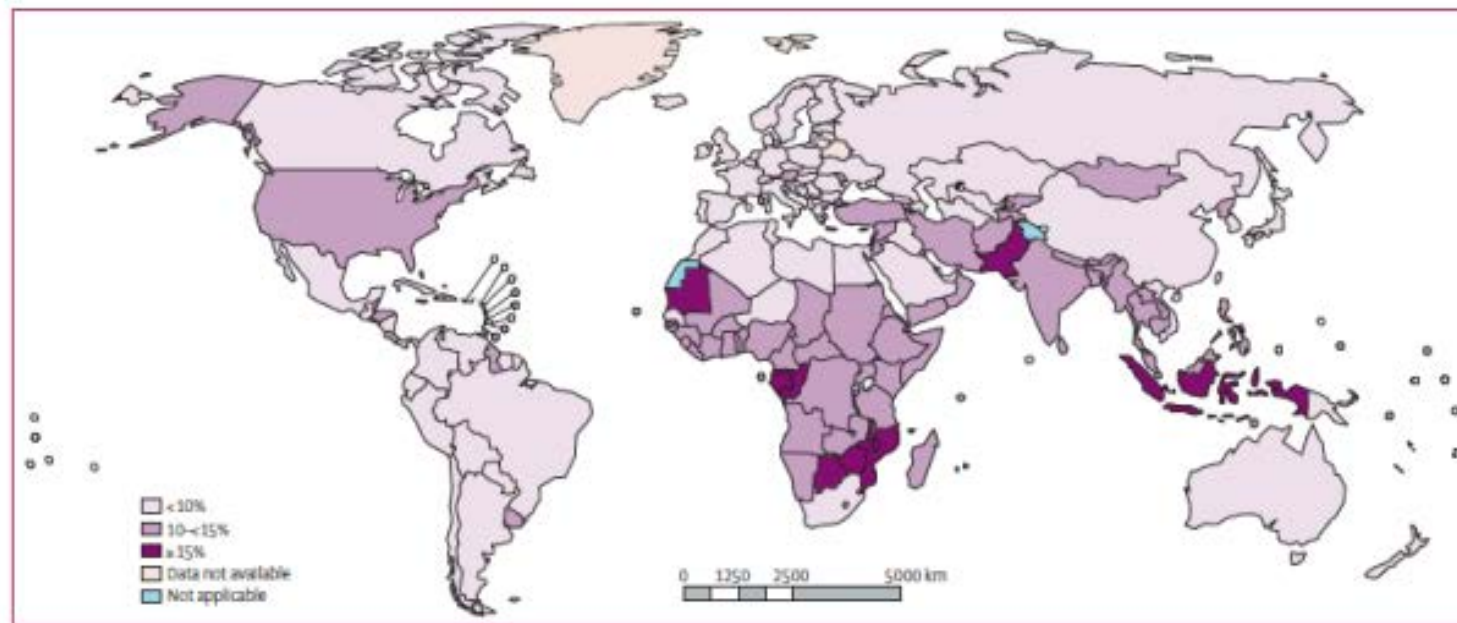 <10%
10–<15%
≥15%
Data not available
Not applicable
0 1250 2500 5000 km